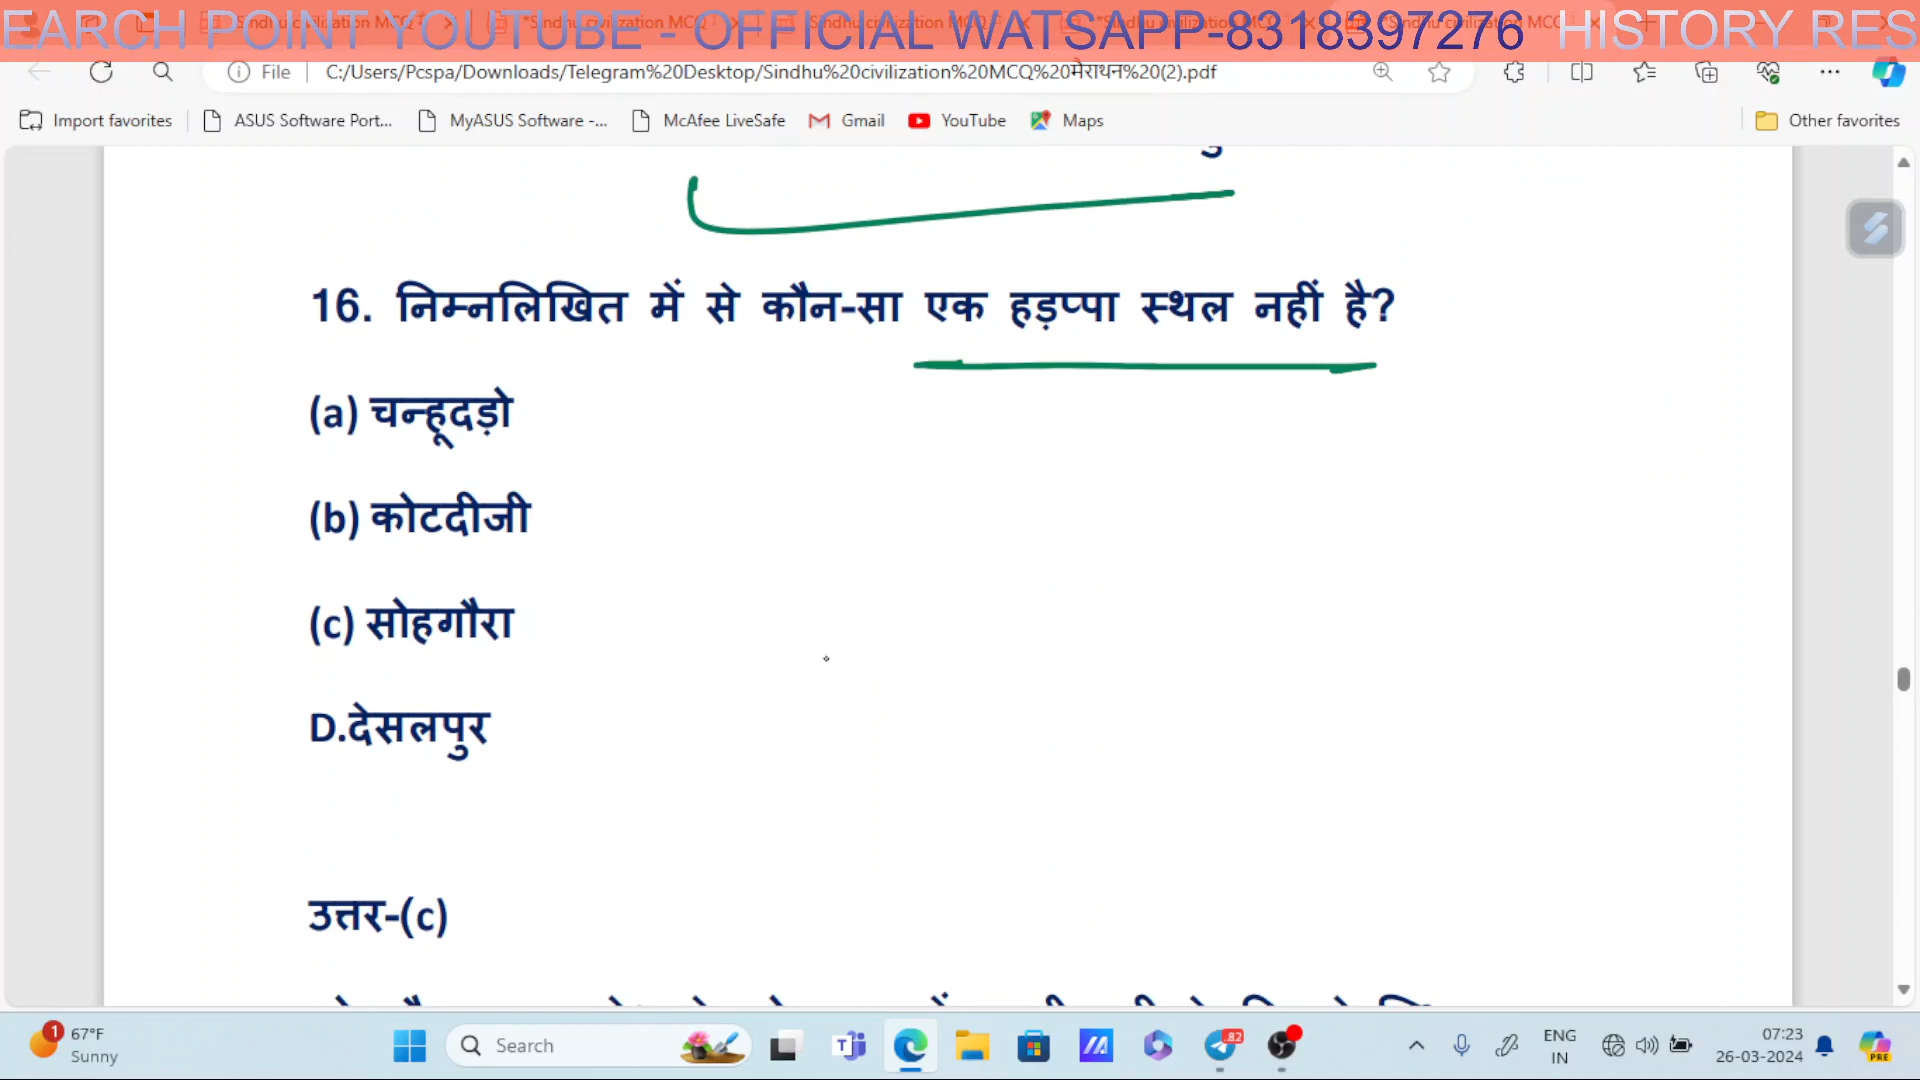 EARCH POINT YOUTUBE - OFFICIAL WATSAPP-8318397276 HISTORY RES
File
C:/Users/Pcspa/Downloads/Telegram%20Desktop/Sindhu%20civilization%20MCQ%20मेराथन%20(2).pdf
Import favorites
ASUS Software Port...
MyASUS Software -...
McAfee LiveSafe
Gmail
YouTube
Maps
Other favorites
16. निम्नलिखित में से कौन-सा एक हड़प्पा स्थल नहीं है?
(a) चन्हूदड़ो
(b) कोटदीजी
(c) सोहगौरा
D.देसलपुर
उत्तर-(c)
1
67°F
Sunny
Search
82
ENG
IN
07:23
26-03-2024
PRE